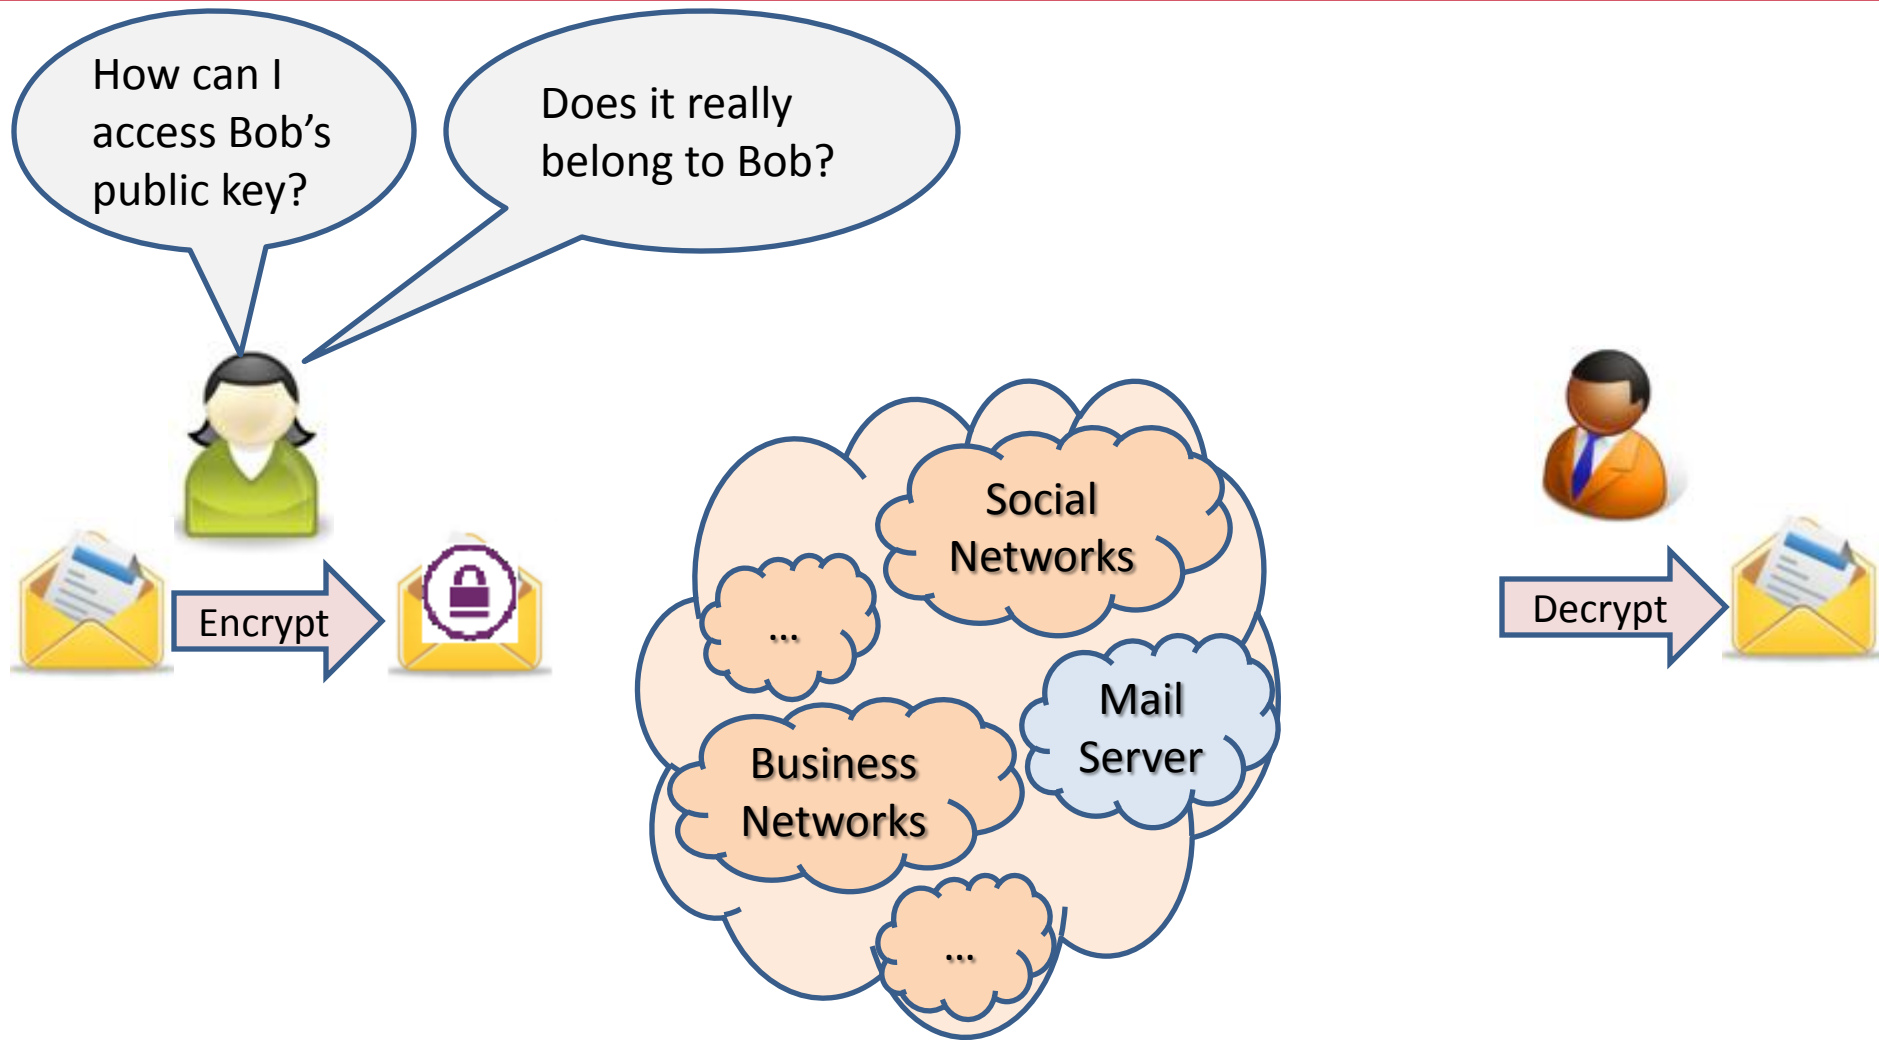 How can I
access Bob’s
public key?
Does it really
belong to Bob?
Social
Networks
...
Encrypt
Decrypt
Mail
Server
Business
Networks
...